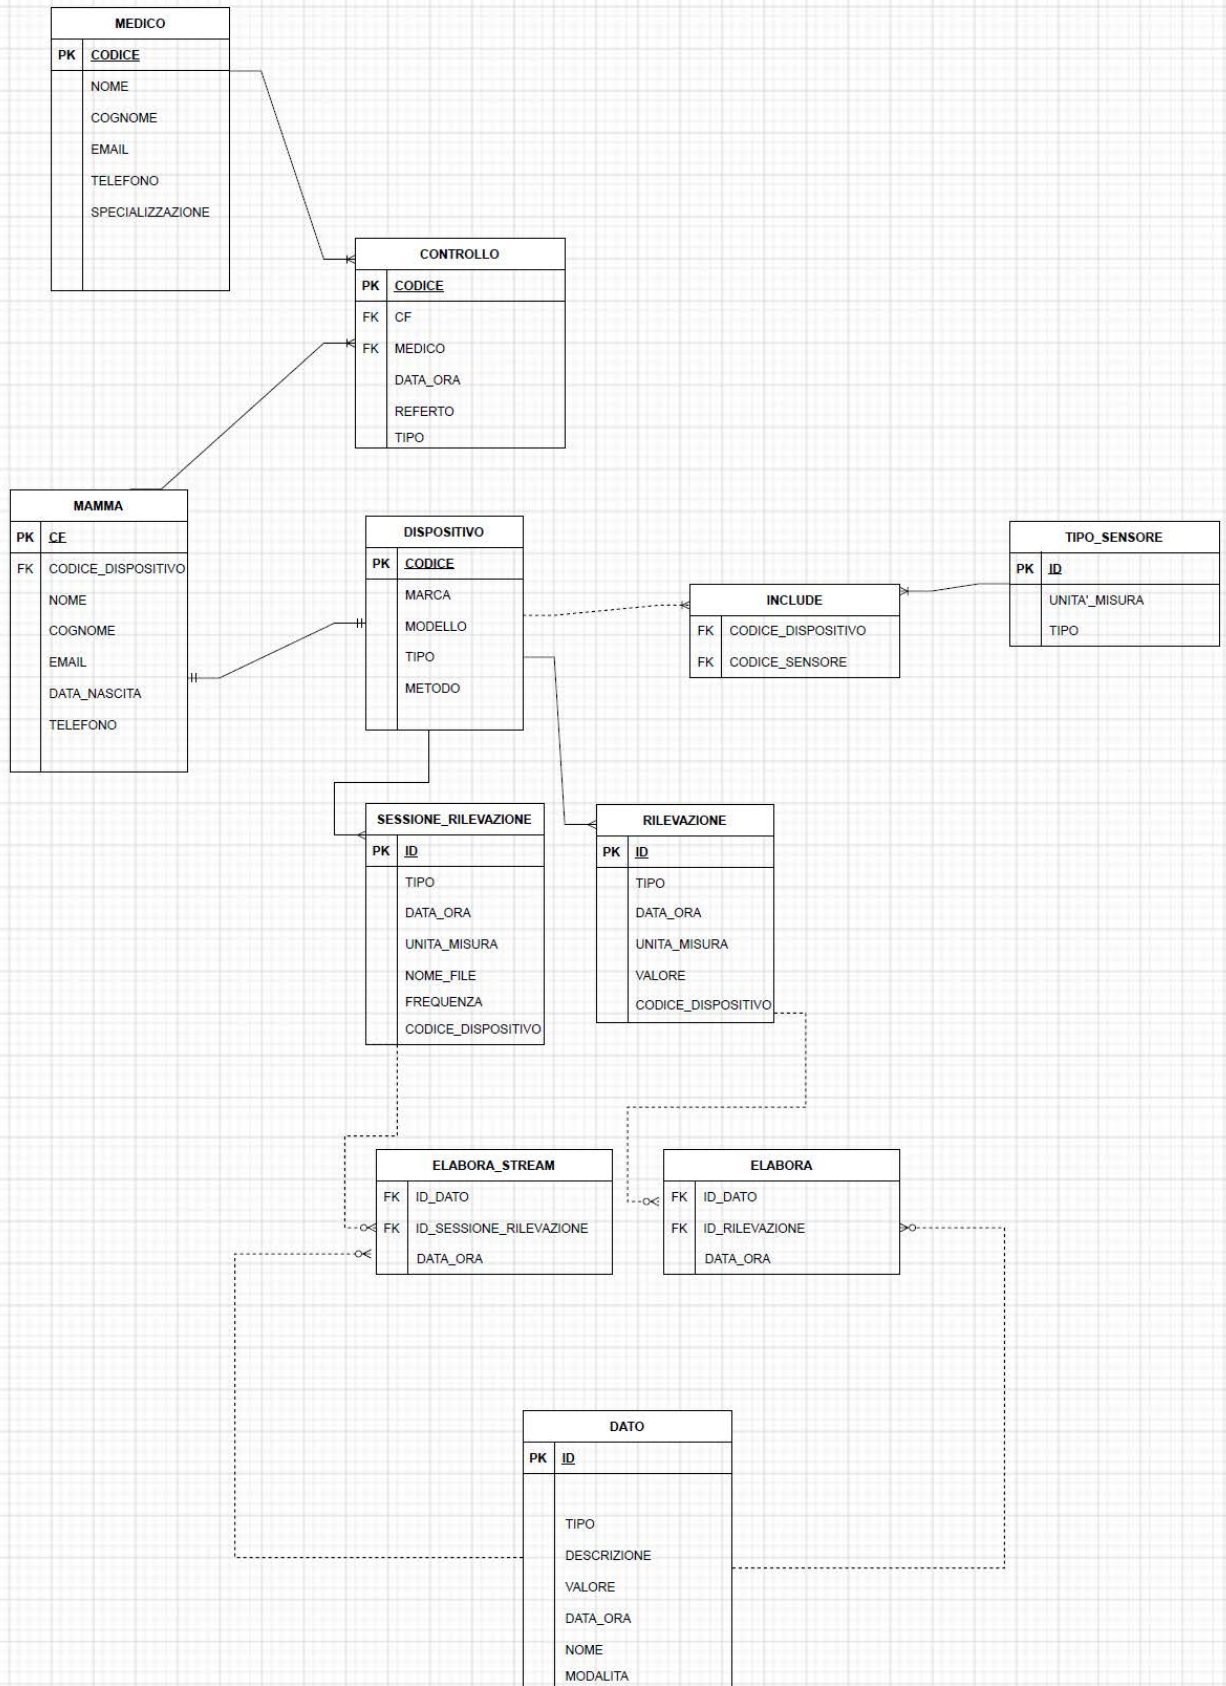 MEDICO
PK CODICE
NOME
COGNOME
EMAIL
TELEFONO
SPECIALIZZAZIONE
CONTROLLO
PK CODICE
FK CF
FK MEDICO
DATA_ORA
REFERTO
TIPO
MAMMA
PK CF
FK CODICE_DISPOSITIVO
NOME
COGNOME
EMAIL
DATA_NASCITA
TELEFONO
DISPOSITIVO
PK CODICE
MARCA
MODELLO
TIPO
METODO
INCLUDE
FK CODICE_DISPOSITIVO
FK CODICE_SENSORE
TIPO_SENSORE
PK ID
UNITA'_MISURA
TIPO
SESSIONE_RILEVAZIONE
PK ID
TIPO
DATA_ORA
UNITA_MISURA
NOME_FILE
FREQUENZA
CODICE_DISPOSITIVO
RILEVAZIONE
PK ID
TIPO
DATA_ORA
UNITA_MISURA
VALORE
CODICE_DISPOSITIVO
ELABORA_STREAM
FK ID_DATO
FK ID_SESSIONE_RILEVAZIONE
DATA_ORA
ELABORA
FK ID_DATO
FK ID_RILEVAZIONE
DATA_ORA
DATO
PK ID
TIPO
DESCRIZIONE
VALORE
DATA_ORA
NOME
MODALITA